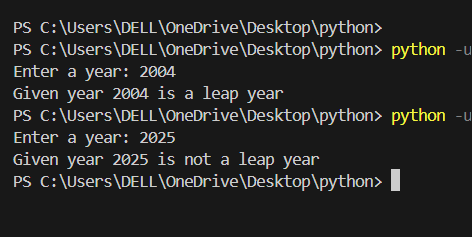 PS C:\Users\DELL\OneDrive\Desktop\python>
PS C:\Users\DELL\OneDrive\Desktop\python> python -u
Enter a year: 2004
Given year 2004 is a leap year
PS C:\Users\DELL\OneDrive\Desktop\python> python -u
Enter a year: 2025
Given year 2025 is not a leap year
PS C:\Users\DELL\OneDrive\Desktop\python>